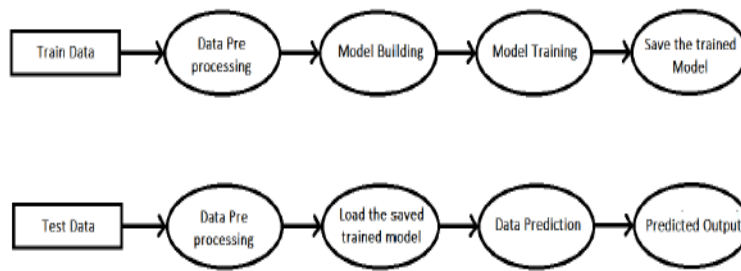 Train Data
Data Pre
processing
Model Building
Model Training
Save the trained
Model
Test Data
Data Pre
processing
Load the saved
trained model
Data Prediction
Predicted Output